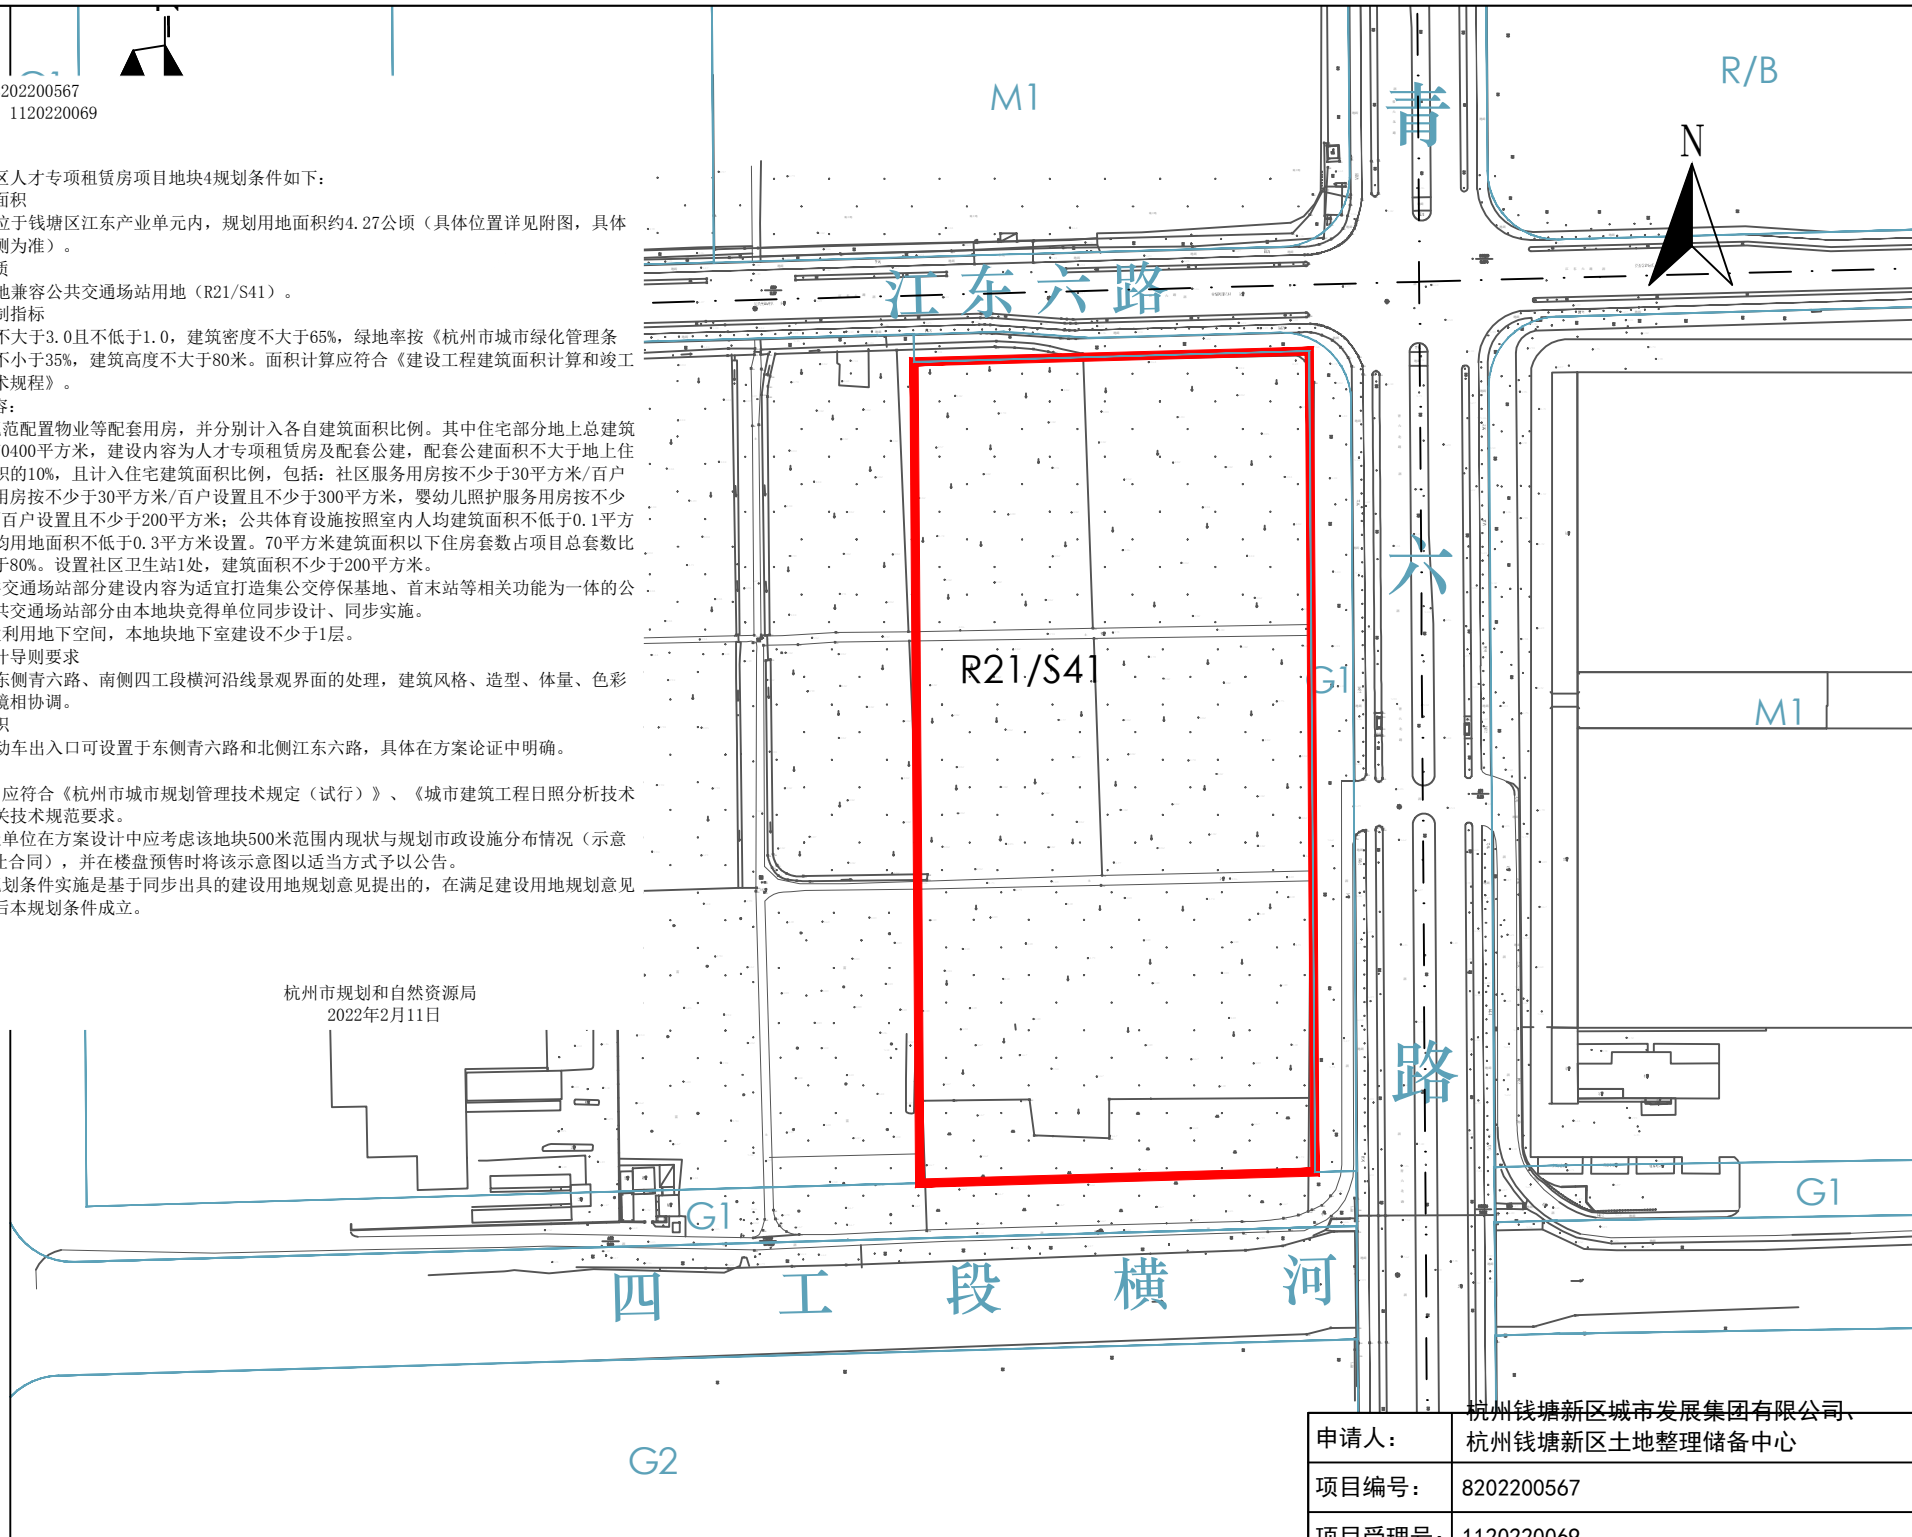 202200567
1120220069
区人才专项租赁房项目地块4规划条件如下：
面积
位于钱塘区江东产业单元内，规划用地面积约4.27公顷（具体位置详见附图，具体
测为准）。
质
地兼容公共交通场站用地（R21/S41）。
制指标
不大于3.0且不低于1.0，建筑密度不大于65%，绿地率按《杭州市城市绿化管理条
不小于35%，建筑高度不大于80米。面积计算应符合《建设工程建筑面积计算和竣工
术规程》。
容：
范配置物业等配套用房，并分别计入各自建筑面积比例。其中住宅部分地上总建筑
0400平方米，建设内容为人才专项租赁房及配套公建，配套公建面积不大于地上住
积的10%，且计入住宅建筑面积比例，包括：社区服务用房按不少于30平方米/百户
用房按不少于30平方米/百户设置且不少于300平方米，婴幼儿照护服务用房按不少
百户设置且不少于200平方米；公共体育设施按照室内人均建筑面积不低于0.1平方
均用地面积不低于0.3平方米设置。70平方米建筑面积以下住房套数占项目总套数比
于80%。设置社区卫生站1处，建筑面积不少于200平方米。
交通场站部分建设内容为适宜打造集公交停保基地、首末站等相关功能为一体的公
共交通场站部分由本地块竞得单位同步设计、同步实施。
利用地下空间，本地块地下室建设不少于1层。
计导则要求
东侧青六路、南侧四工段横河沿线景观界面的处理，建筑风格、造型、体量、色彩
境相协调。
织
动车出入口可设置于东侧青六路和北侧江东六路，具体在方案论证中明确。
应符合《杭州市城市规划管理技术规定（试行）》、《城市建筑工程日照分析技术
关技术规范要求。
单位在方案设计中应考虑该地块500米范围内现状与规划市政设施分布情况（示意
让合同），并在楼盘预售时将该示意图以适当方式予以公告。
划条件实施是基于同步出具的建设用地规划意见提出的，在满足建设用地规划意见
后本规划条件成立。
杭州市规划和自然资源局
2022年2月11日
M1
R/B
N
青
江东六路
六
R21/S41
G1
M1
路
G1
G1
四工段横河
G2
申请人：
杭州钱塘新区城市发展集团有限公司、
杭州钱塘新区土地整理储备中心
项目编号：
8202200567
项目受理号：
1120220069